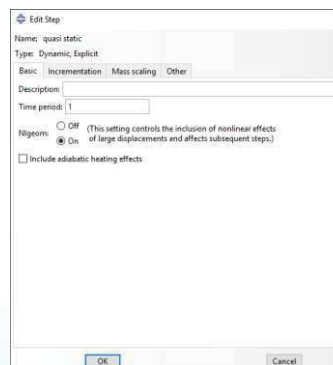 Edit Step
Name: quasi static
Type: Dynamic, Explicit
Basic Incrementation Mass scaling Other
Description:
Time period: 1
Nlgeom: Off (This setting controls the inclusion of nonlinear effects
On of large displacements and affects subsequent steps.)
Include adiabatic heating effects
OK Cancel